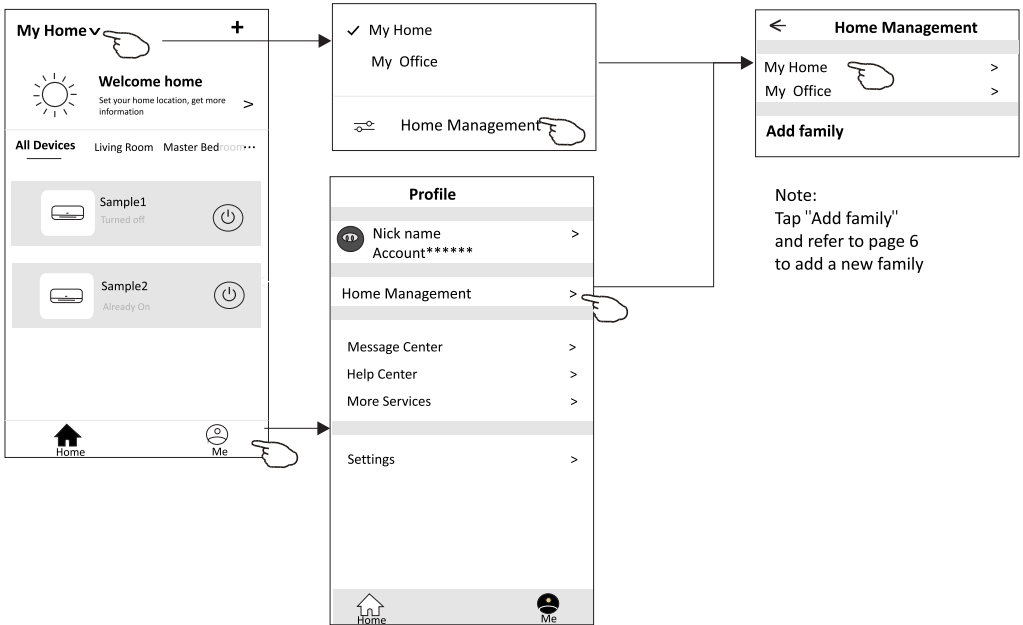 My Home
+
Welcome home
Set your home location, get more
information
>
All Devices Living Room Master Bedroom...
Sample1
Turned off
Sample2
Already On
Home
Me
✓ My Home
My Office
Home Management
Profile
Nick name >
Account******
Home Management >
Message Center >
Help Center >
More Services >
Settings >
Home
Me
Home Management
My Home >
My Office >
Add family
Note:
Tap "Add family"
and refer to page 6
to add a new family